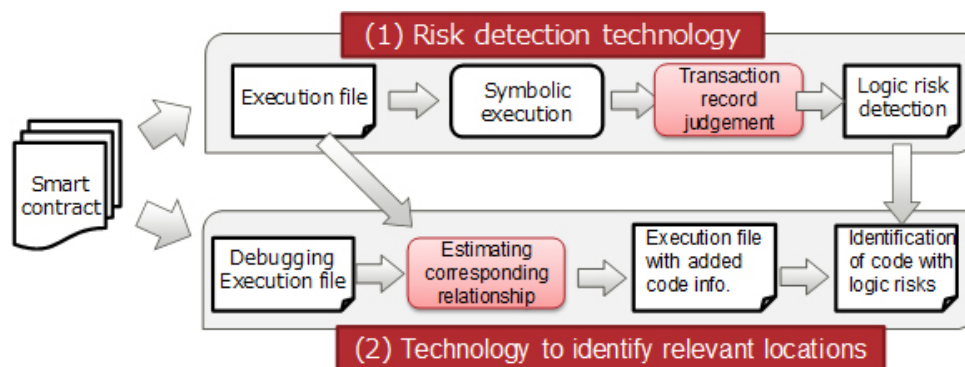 (1) Risk detection technology
Execution file
Symbolic
execution
Transaction
record
judgement
Logic risk
detection
Smart
contract
Debugging
Execution file
Estimating
corresponding
relationship
Execution file
with added
code info.
Identification
of code with
logic risks
(2) Technology to identify relevant locations